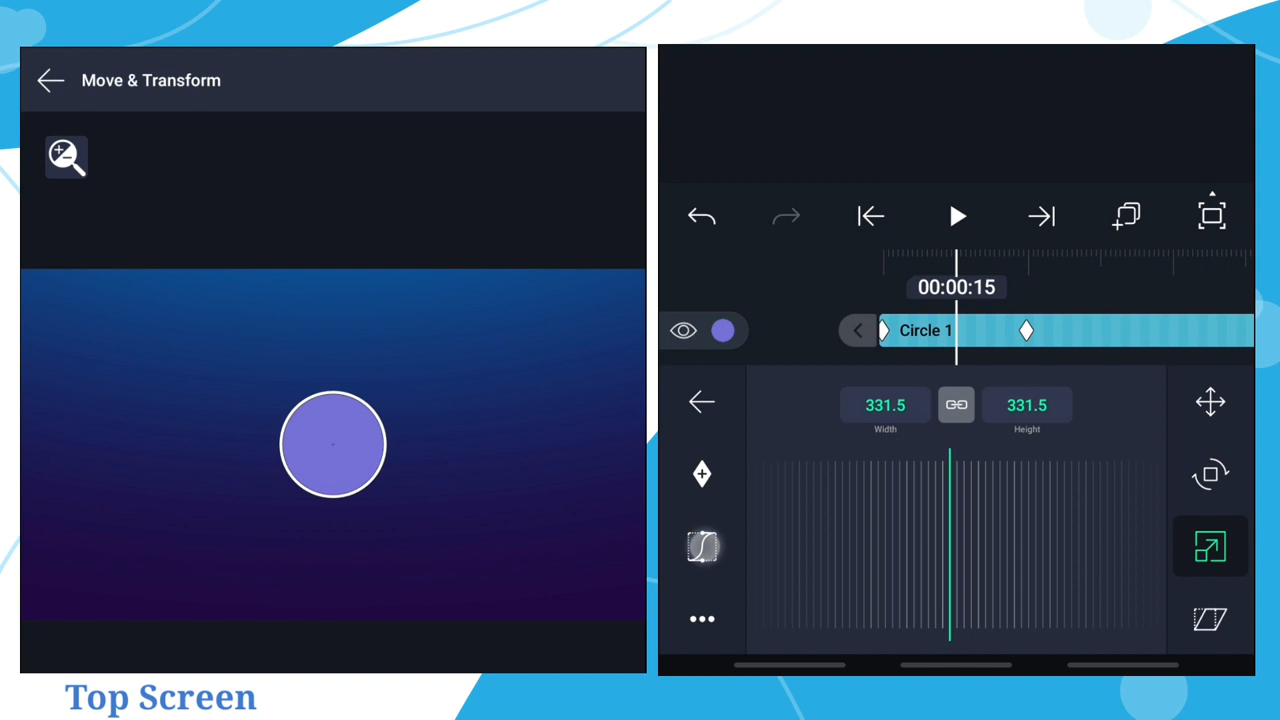 Move & Transform
00:00:15
Circle 1
331.5
331.5
Width
Height
Top Screen